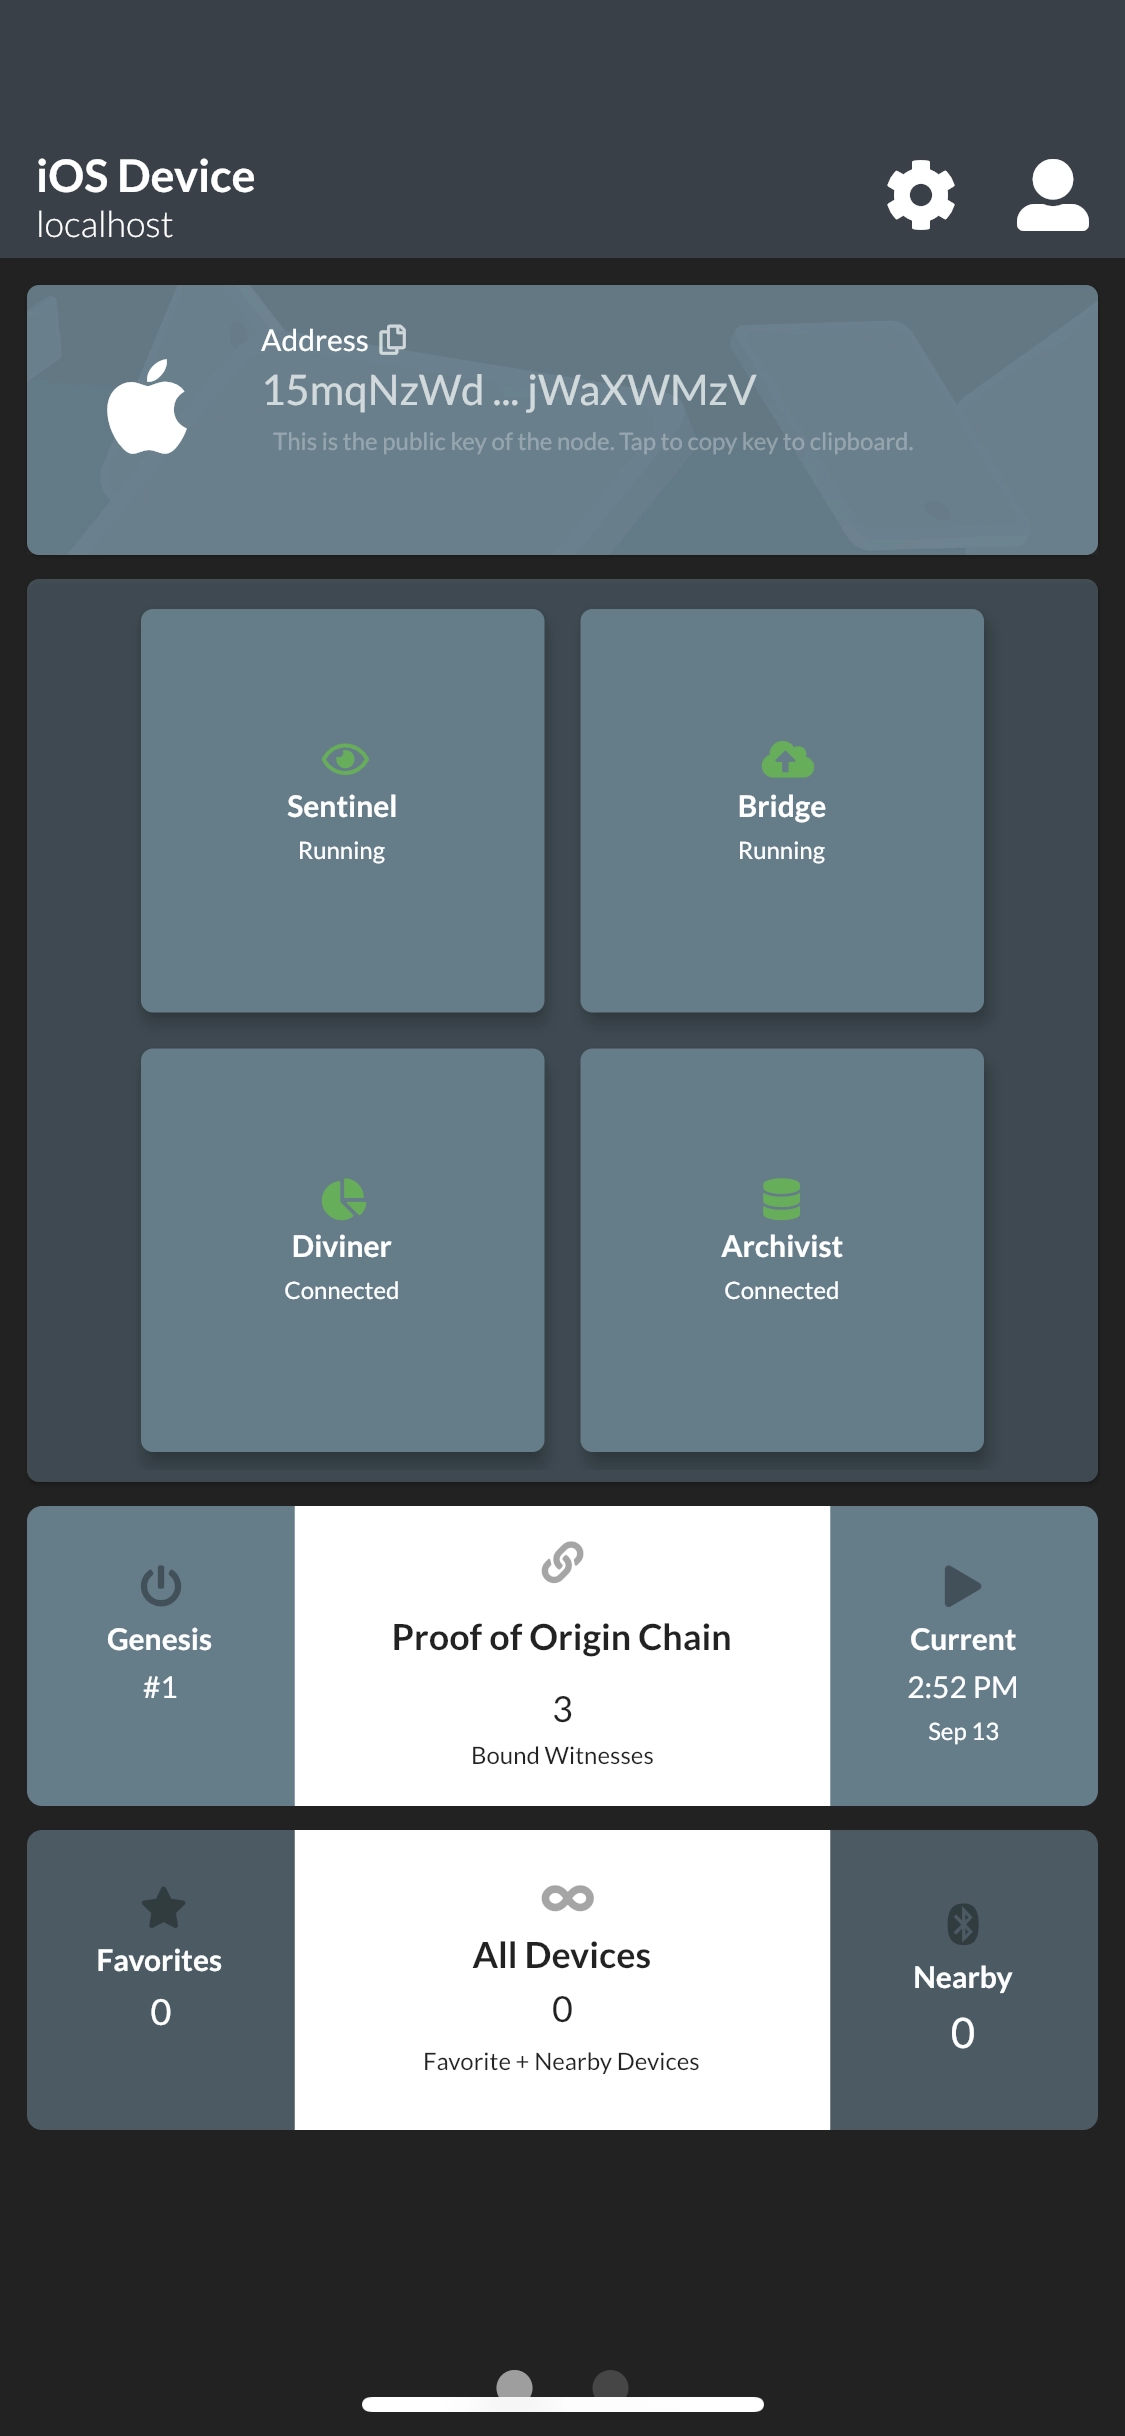 iOS Device
localhost
Address
15mqNzWd ... jWaXWMzV
This is the public key of the node. Tap to copy key to clipboard.
Sentinel
Running
Bridge
Running
Diviner
Connected
Archivist
Connected
Genesis
#1
Proof of Origin Chain
3
Bound Witnesses
Current
2:52 PM
Sep 13
Favorites
0
All Devices
0
Favorite + Nearby Devices
Nearby
0